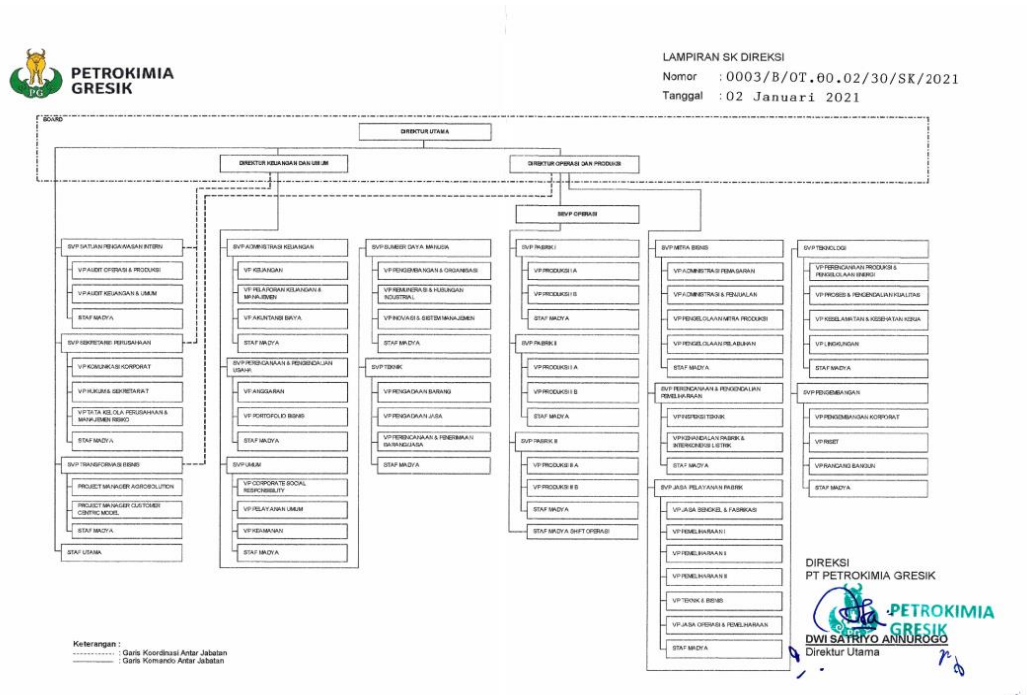 PETROKIMIA
GRESIK
PG
LAMPIRAN SK DIREKSI
Nomor : 0003/B/OT.00.02/30/SK/2021
Tanggal : 02 Januari 2021
BOARD
DIREKTUR UTAMA
DIREKTUR KEUANGAN DAN UMUM
DIREKTUR OPERASI DAN PRODUKSI
SEVP OPERASI
SVP SATUAN PENGAWASAN INTERN
VP AUDIT OPERASI & PRODUKSI
VP AUDIT KEUANGAN & UMUM
STAF MADYA
SVP SEKRETARIS PERUSAHAAN
VP KOMUNIKASI KORPORAT
VP HUKUM & SEKRETARIAT
VP TATA KELOLA PERUSAHAAN &
MANAJEMEN RISIKO
STAF MADYA
SVP TRANSFORMASI BISNIS
PROJECT MANAGER AGROSOLUTION
PROJECT MANAGER CUSTOMER
CENTRIC MODEL
STAF MADYA
STAF UTAMA
SVP ADMINISTRASI KEUANGAN
VP KEUANGAN
VP PELAPORAN KEUANGAN &
MANAJEMEN
VP AKUNTANSI BIAYA
STAF MADYA
SVP PERENCANAAN & PENGENDALIAN
USAHA
VP ANGGARAN
VP PORTOFOLIO BISNIS
STAF MADYA
SVP UMUM
VP CORPORATE SOCIAL
RESPONSIBILITY
VP PELAYANAN UMUM
VP KEAMANAN
STAF MADYA
SVP SUMBER DAYA MANUSIA
VP PENGEMBANGAN & ORGANISASI
VP REMUNERASI & HUBUNGAN
INDUSTRIAL
VP INOVASI & SISTEM MANAJEMEN
STAF MADYA
SVP TEKNIK
VP PENGADAAN BARANG
VP PENGADAAN JASA
VP PERENCANAAN & PENERIMAAN
BARANG/JASA
STAF MADYA
SVP PABRIK I
VP PRODUKSI I A
VP PRODUKSI I B
STAF MADYA
SVP PABRIK II
VP PRODUKSI II A
VP PRODUKSI II B
STAF MADYA
SVP PABRIK III
VP PRODUKSI III A
VP PRODUKSI III B
STAF MADYA
STAF MADYA SHIFT OPERASI
SVP MITRA BISNIS
VP ADMINISTRASI PEMASARAN
VP ADMINISTRASI & PENJUALAN
VP PENGELOLAAN MITRA PRODUKSI
VP PENGELOLAAN PELABUHAN
STAF MADYA
SVP PERENCANAAN & PENGENDALIAN
PEMELIHARAAN
VP INSPEKSI TEKNIK
VP KEHANDALAN PABRIK &
INTERKONEKSI LISTRIK
STAF MADYA
SVP JASA PELAYANAN PABRIK
VP JASA BENGKEL & FABRIKASI
VP PEMELIHARAAN I
VP PEMELIHARAAN II
VP PEMELIHARAAN III
VP TEKNIK & BISNIS
VP JASA OPERASI & PEMELIHARAAN
STAF MADYA
SVP TEKNOLOGI
VP PERENCANAAN PRODUKSI &
PENGELOLAAN ENERGI
VP PROSES & PENGENDALIAN KUALITAS
VP KESELAMATAN & KESEHATAN KERJA
VP LINGKUNGAN
STAF MADYA
SVP PENGEMBANGAN
VP PENGEMBANGAN KORPORAT
VP RISET
VP RANCANG BANGUN
STAF MADYA
DIREKSI
PT PETROKIMIA GRESIK
PETROKIMIA
GRESIK
DWI SATRIYO ANNUROGO
Direktur Utama
Keterangan :
: Garis Koordinasi Antar Jabatan
: Garis Komando Antar Jabatan